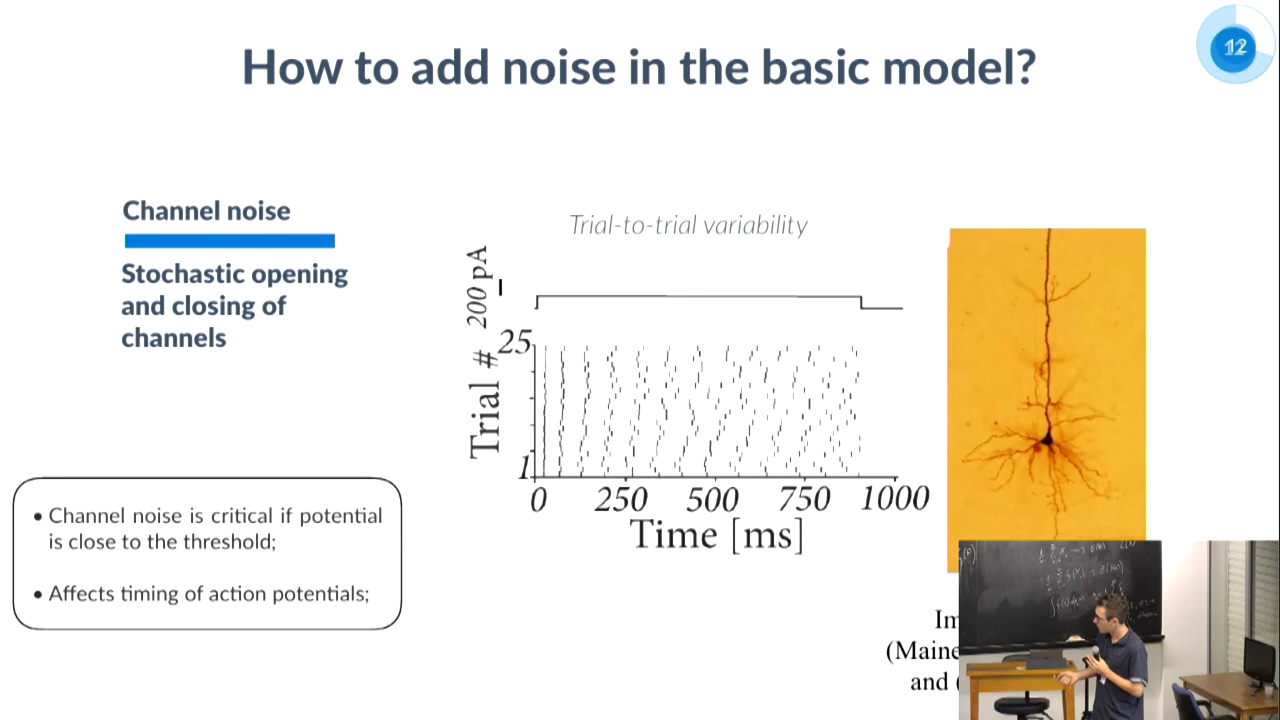 How to add noise in the basic model?
12
Channel noise
Stochastic opening
and closing of
channels
Trial-to-trial variability
200 pA
Trial #
25
1
0 250 500 750 1000
Time [ms]
• Channel noise is critical if potential
is close to the threshold;
• Affects timing of action potentials;
(Maine
and (